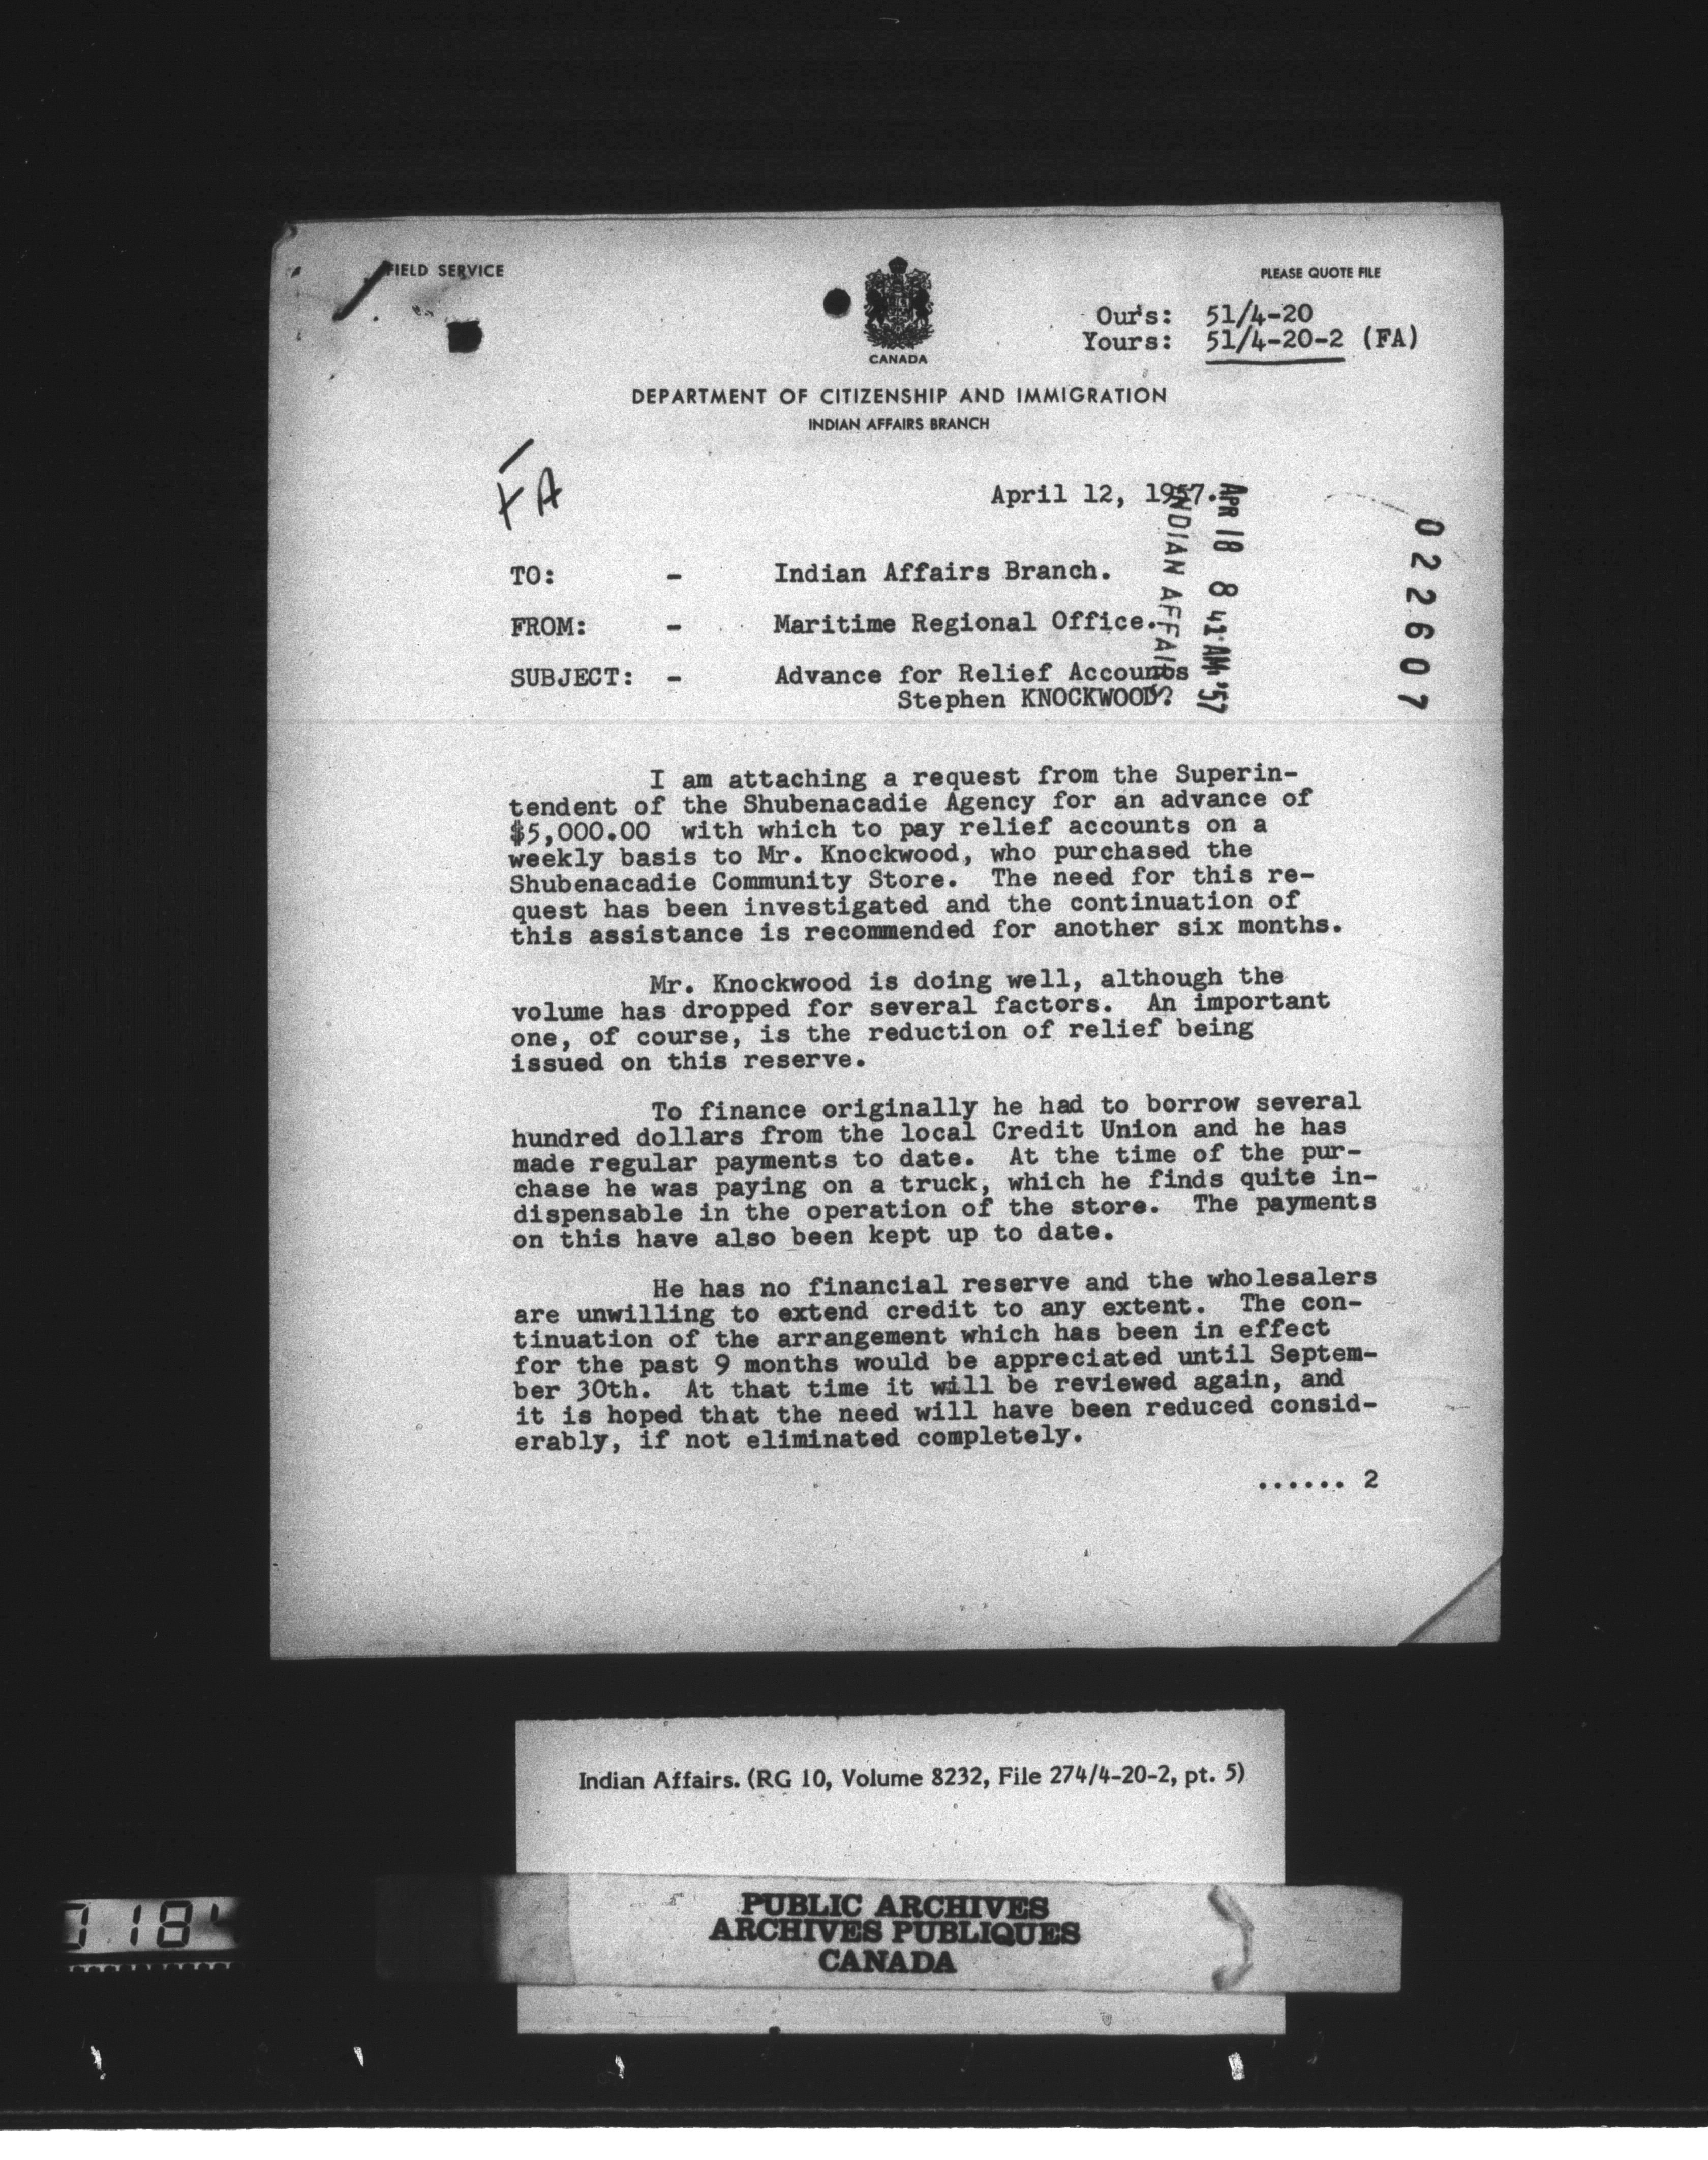 FIELD SERVICE
PLEASE QUOTE FILE
Our's: 51/4-20
Yours: 51/4-20-2 (FA)
CANADA
DEPARTMENT OF CITIZENSHIP AND IMMIGRATION
INDIAN AFFAIRS BRANCH
FA
April 12, 1957.
APR 18 8 41 AM '57
INDIAN AFFAIRS
022607
TO: - Indian Affairs Branch.
FROM: - Maritime Regional Office.
SUBJECT: - Advance for Relief Accounts
Stephen KNOCKWOOD.
I am attaching a request from the Superin-
tendent of the Shubenacadie Agency for an advance of
$5,000.00 with which to pay relief accounts on a
weekly basis to Mr. Knockwood, who purchased the
Shubenacadie Community Store. The need for this re-
quest has been investigated and the continuation of
this assistance is recommended for another six months.
Mr. Knockwood is doing well, although the
volume has dropped for several factors. An important
one, of course, is the reduction of relief being
issued on this reserve.
To finance originally he had to borrow several
hundred dollars from the local Credit Union and he has
made regular payments to date. At the time of the pur-
chase he was paying on a truck, which he finds quite in-
dispensable in the operation of the store. The payments
on this have also been kept up to date.
He has no financial reserve and the wholesalers
are unwilling to extend credit to any extent. The con-
tinuation of the arrangement which has been in effect
for the past 9 months would be appreciated until Septem-
ber 30th. At that time it will be reviewed again, and
it is hoped that the need will have been reduced consid-
erably, if not eliminated completely.
...... 2
Indian Affairs. (RG 10, Volume 8232, File 274/4-20-2, pt. 5)
PUBLIC ARCHIVES
ARCHIVES PUBLIQUES
CANADA